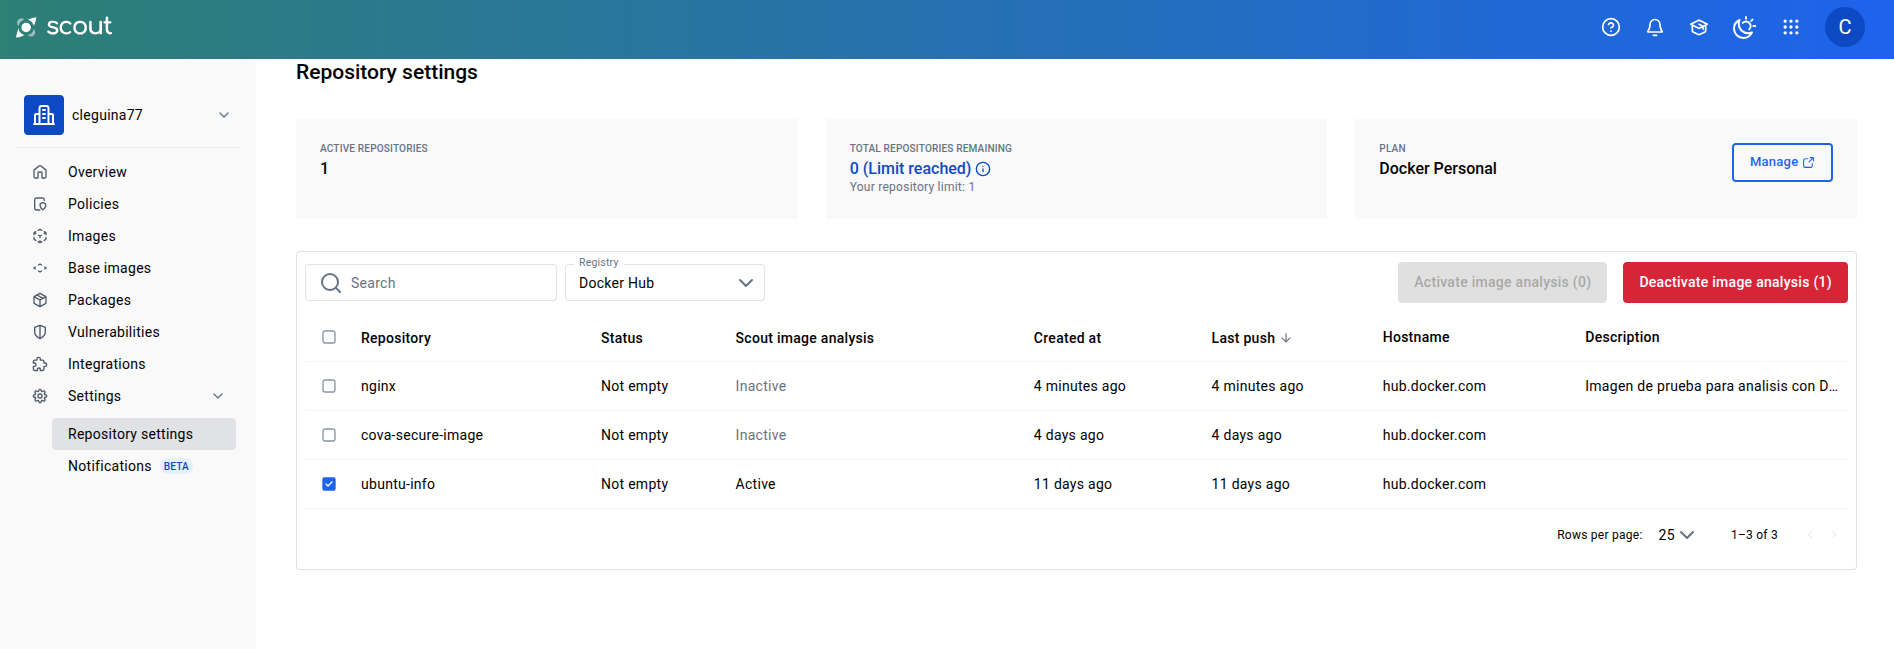 scout
C
Repository settings
cleguina77
Overview
Policies
Images
Base images
Packages
Vulnerabilities
Integrations
Settings
Repository settings
Notifications BETA
ACTIVE REPOSITORIES
1
TOTAL REPOSITORIES REMAINING
0 (Limit reached)
Your repository limit: 1
PLAN
Docker Personal
Manage
Search
Registry
Docker Hub
Activate image analysis (0)
Deactivate image analysis (1)
Repository Status Scout image analysis Created at Last push Hostname Description
nginx Not empty Inactive 4 minutes ago 4 minutes ago hub.docker.com Imagen de prueba para analisis con D...
cova-secure-image Not empty Inactive 4 days ago 4 days ago hub.docker.com
ubuntu-info Not empty Active 11 days ago 11 days ago hub.docker.com
Rows per page: 25 1–3 of 3